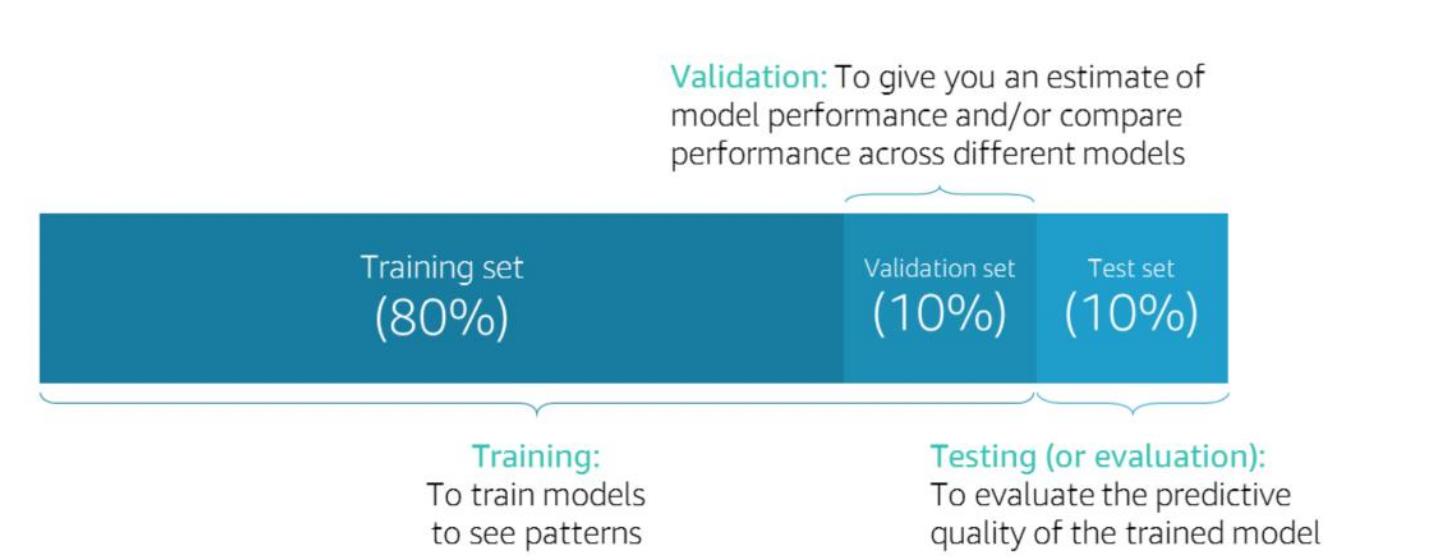 Validation: To give you an estimate of
model performance and/or compare
performance across different models
Training set
(80%)
Validation set
(10%)
Test set
(10%)
Training:
To train models
to see patterns
Testing (or evaluation):
To evaluate the predictive
quality of the trained model